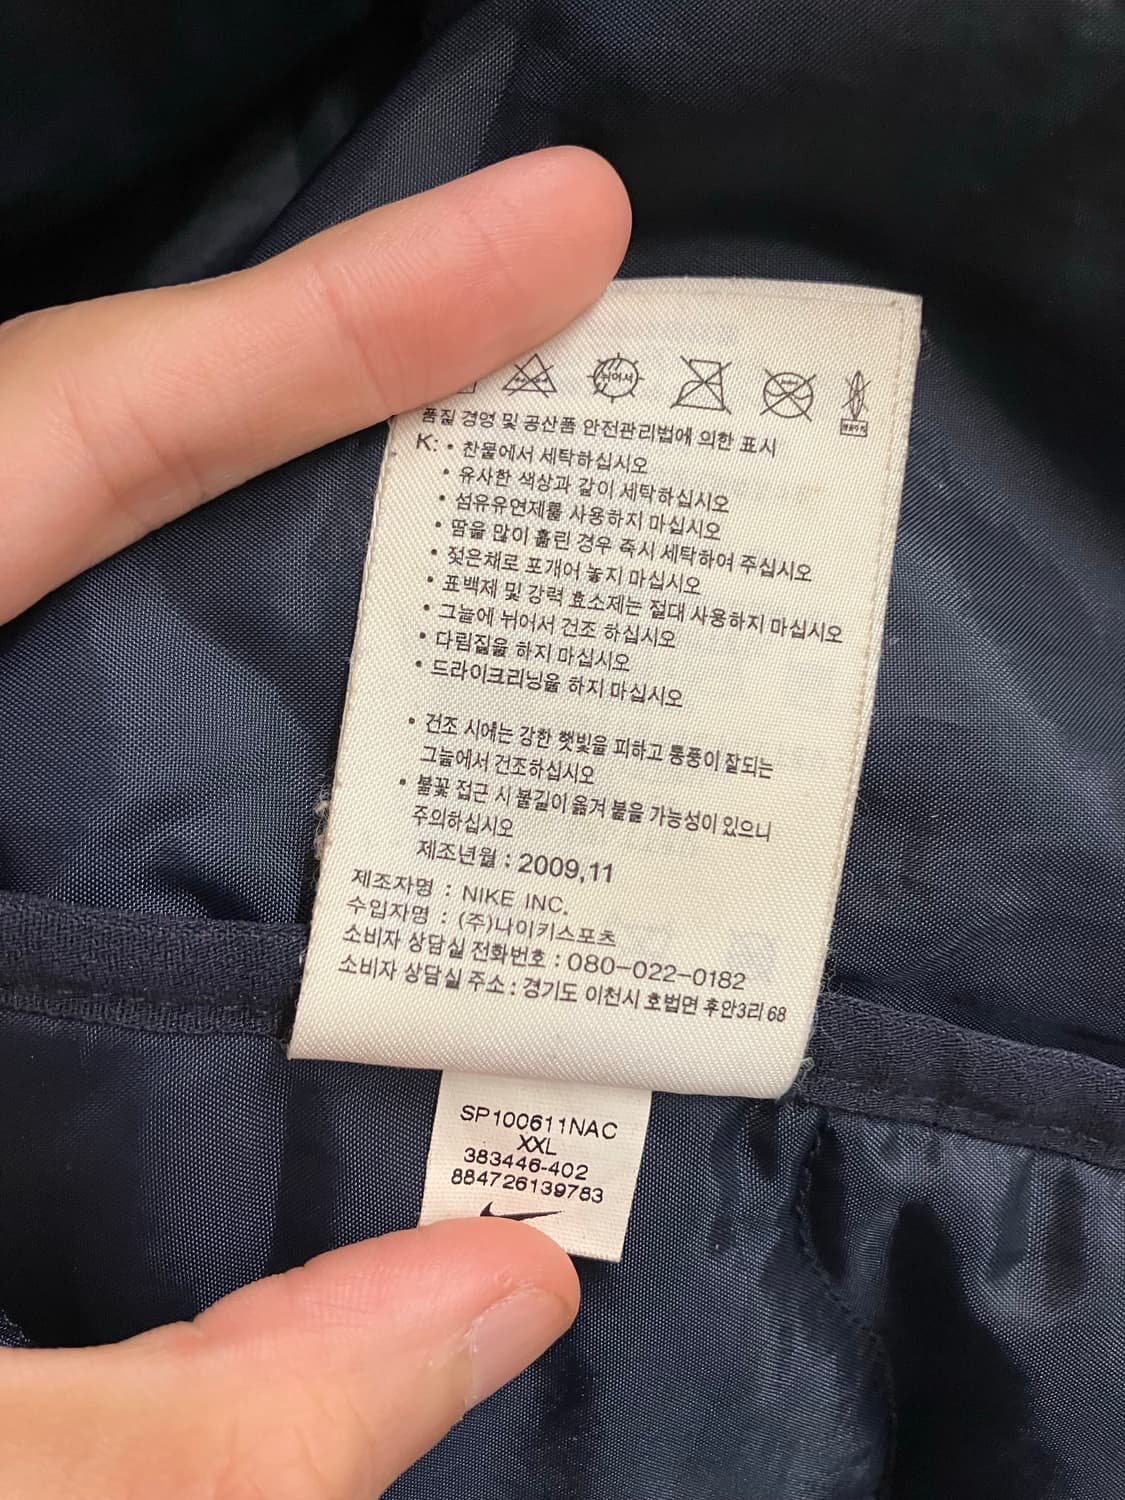 뉘어서
품질 경영 및 공산품 안전관리법에 의한 표시
K: • 찬물에서 세탁하십시오
• 유사한 색상과 같이 세탁하십시오
• 섬유유연제를 사용하지 마십시오
• 땀을 많이 흘린 경우 즉시 세탁하여 주십시오
• 젖은채로 포개어 놓지 마십시오
• 표백제 및 강력 효소제는 절대 사용하지 마십시오
• 그늘에 뉘어서 건조 하십시오
• 다림질을 하지 마십시오
• 드라이크리닝을 하지 마십시오
• 건조 시에는 강한 햇빛을 피하고 통풍이 잘되는
그늘에서 건조하십시오
• 불꽃 접근 시 불길이 옮겨 붙을 가능성이 있으니
주의하십시오
제조년월 : 2009,11
제조자명 : NIKE INC.
수입자명 : (주)나이키스포츠
소비자 상담실 전화번호 : 080-022-0182
소비자 상담실 주소 : 경기도 이천시 호법면 후안3리 68
SP100611NAC
XXL
383446-402
884726139783